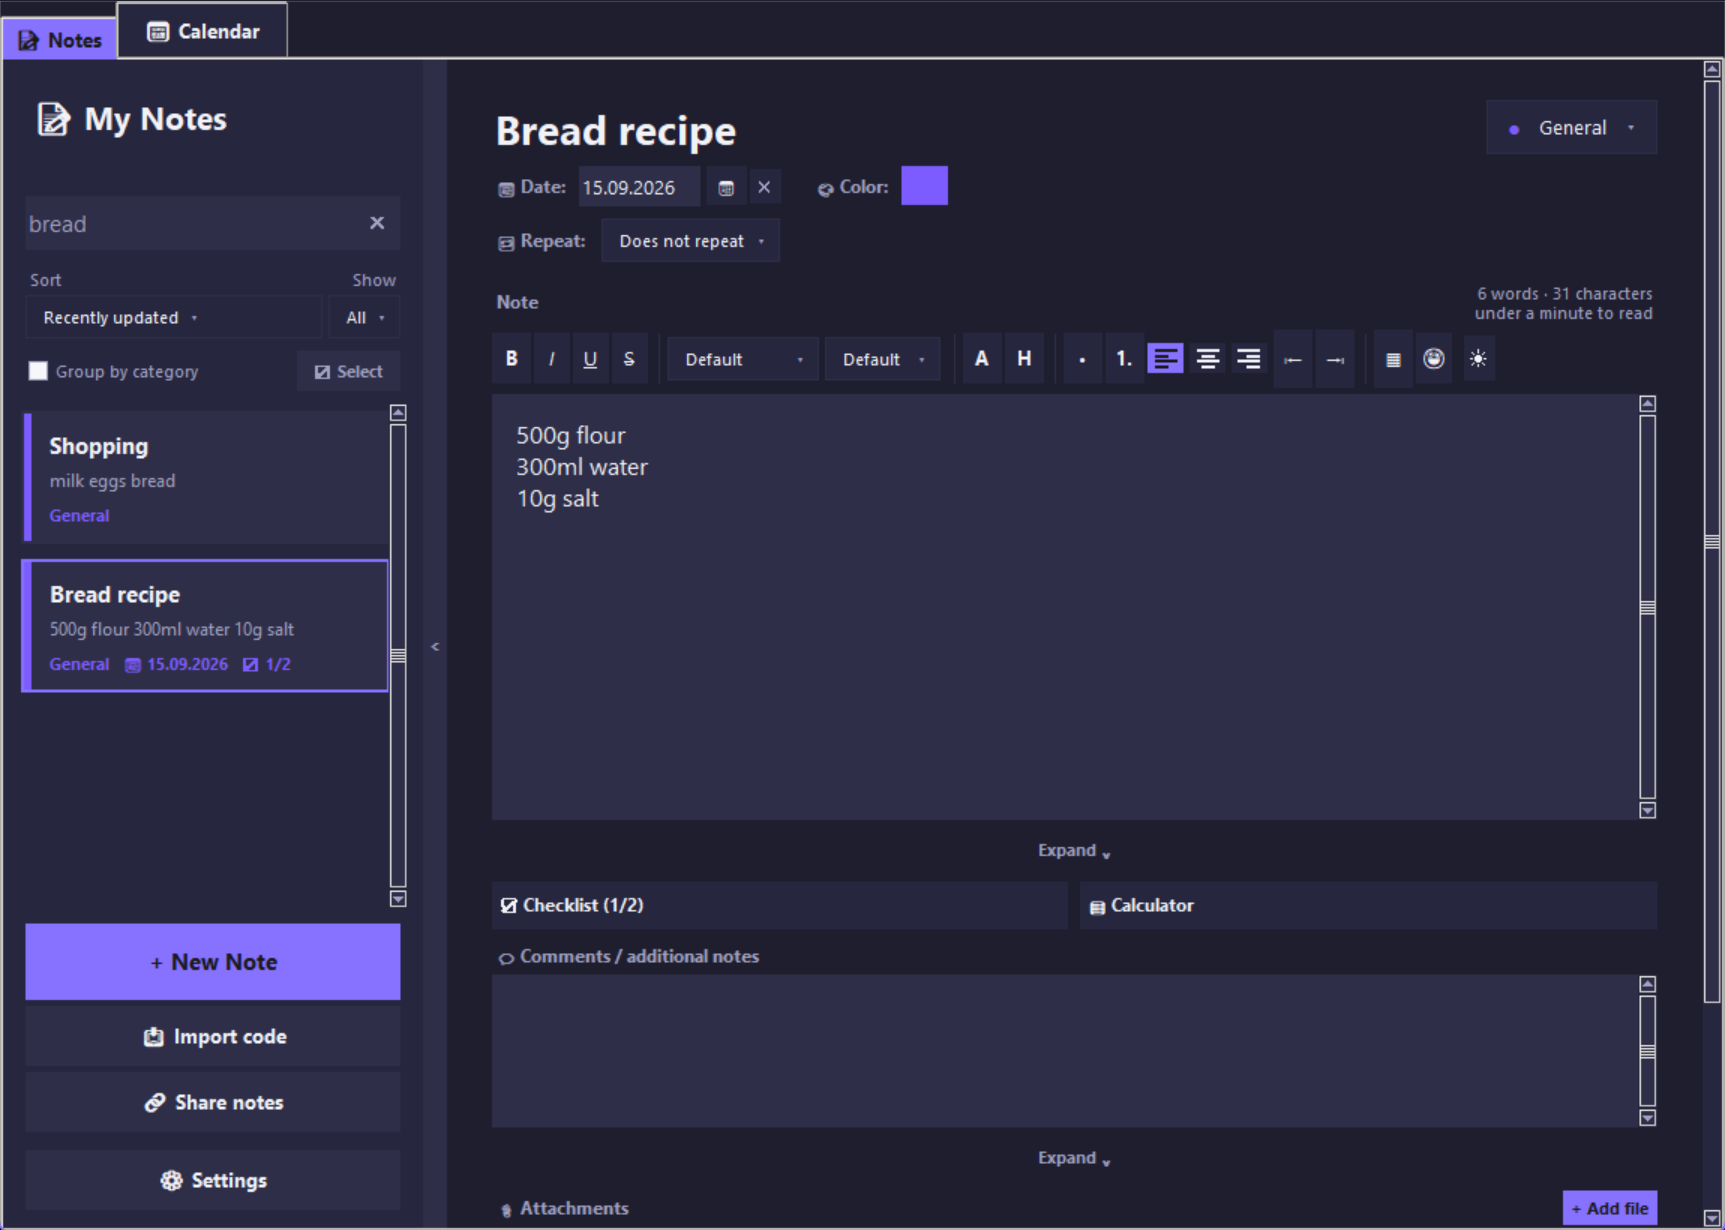 Notes
Calendar
My Notes
bread
Sort
Show
Recently updated
All
Group by category
Select
Shopping
milk eggs bread
General
Bread recipe
500g flour 300ml water 10g salt
General 15.09.2026 1/2
+ New Note
Import code
Share notes
Settings
<
Bread recipe
General
Date: 15.09.2026
Color:
Repeat: Does not repeat
Note
6 words · 31 characters
under a minute to read
B I U S Default Default A H • 1.
500g flour
300ml water
10g salt
Expand
Checklist (1/2)
Calculator
Comments / additional notes
Expand
Attachments
+ Add file